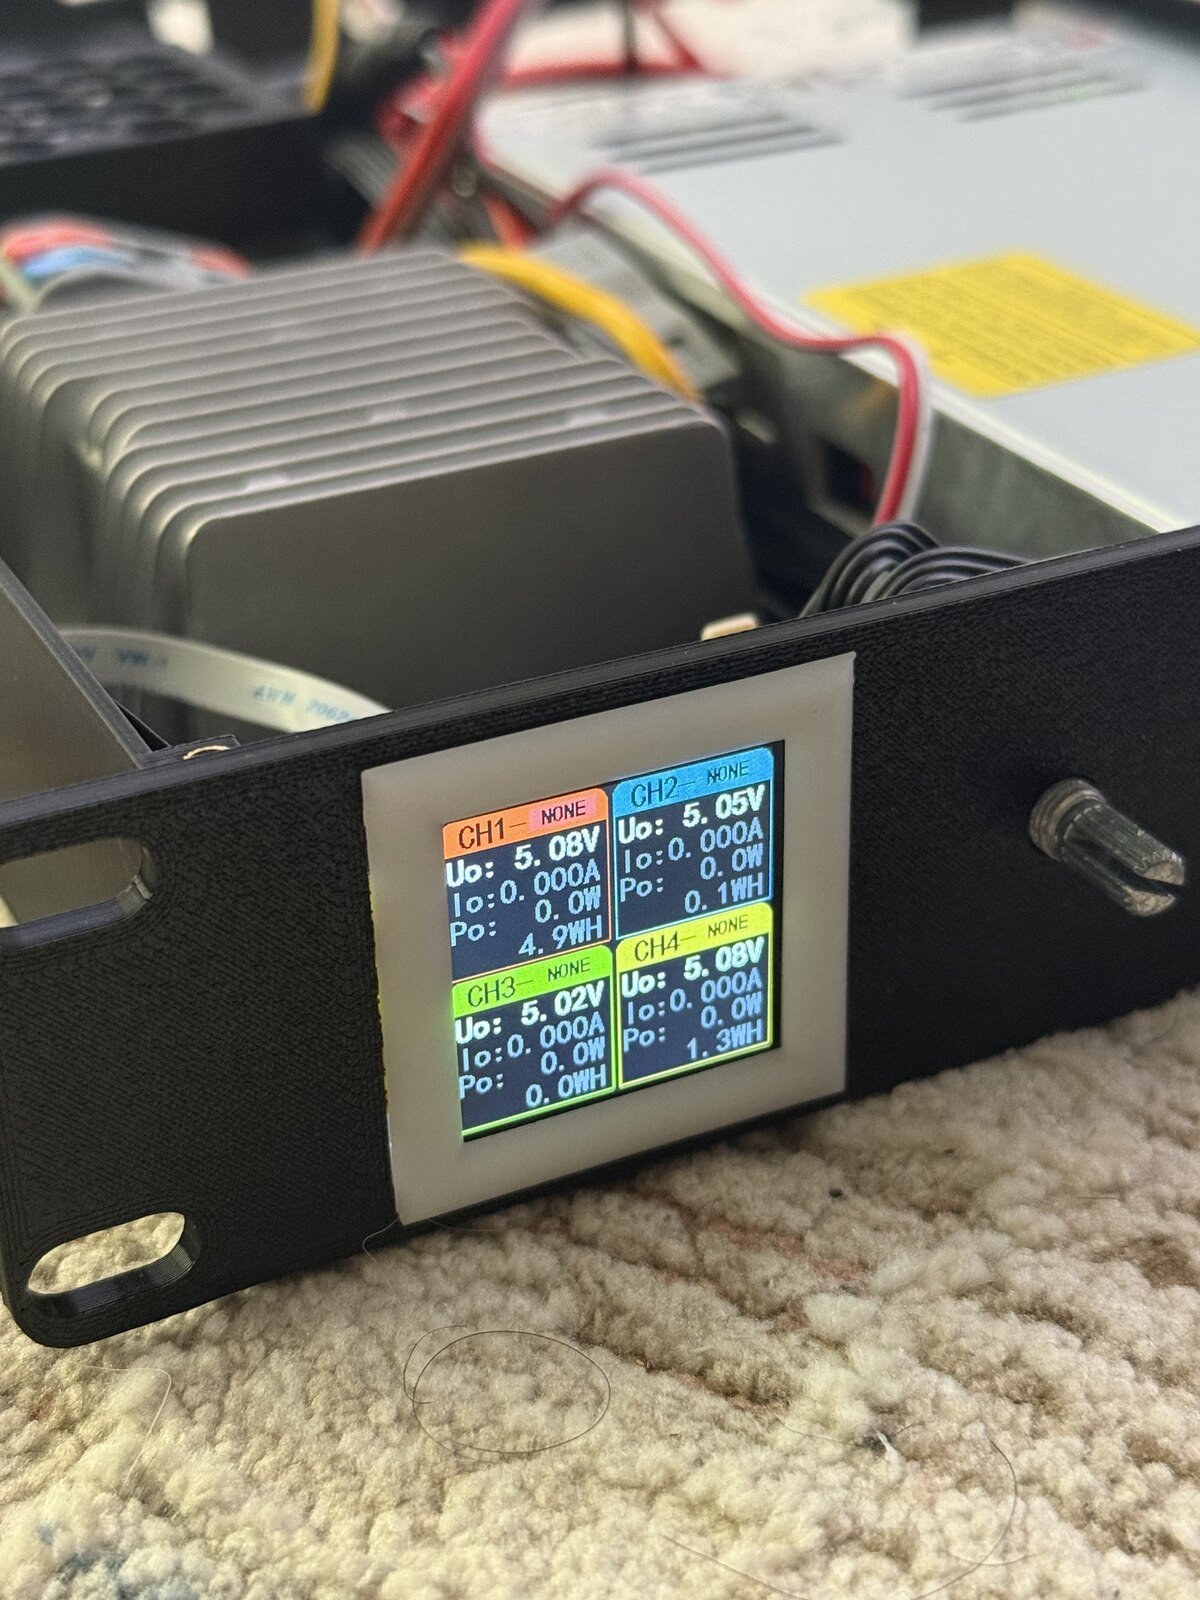 CH1- NONE
Uo: 5.08V
Io:0.000A
Po: 0.0W
4.9WH
CH2- NONE
Uo: 5.05V
Io:0.000A
Po: 0.0W
0.1WH
CH3- NONE
Uo: 5.02V
Io:0.000A
Po: 0.0W
0.0WH
CH4- NONE
Uo: 5.08V
Io:0.000A
Po: 0.0W
1.3WH
AWM